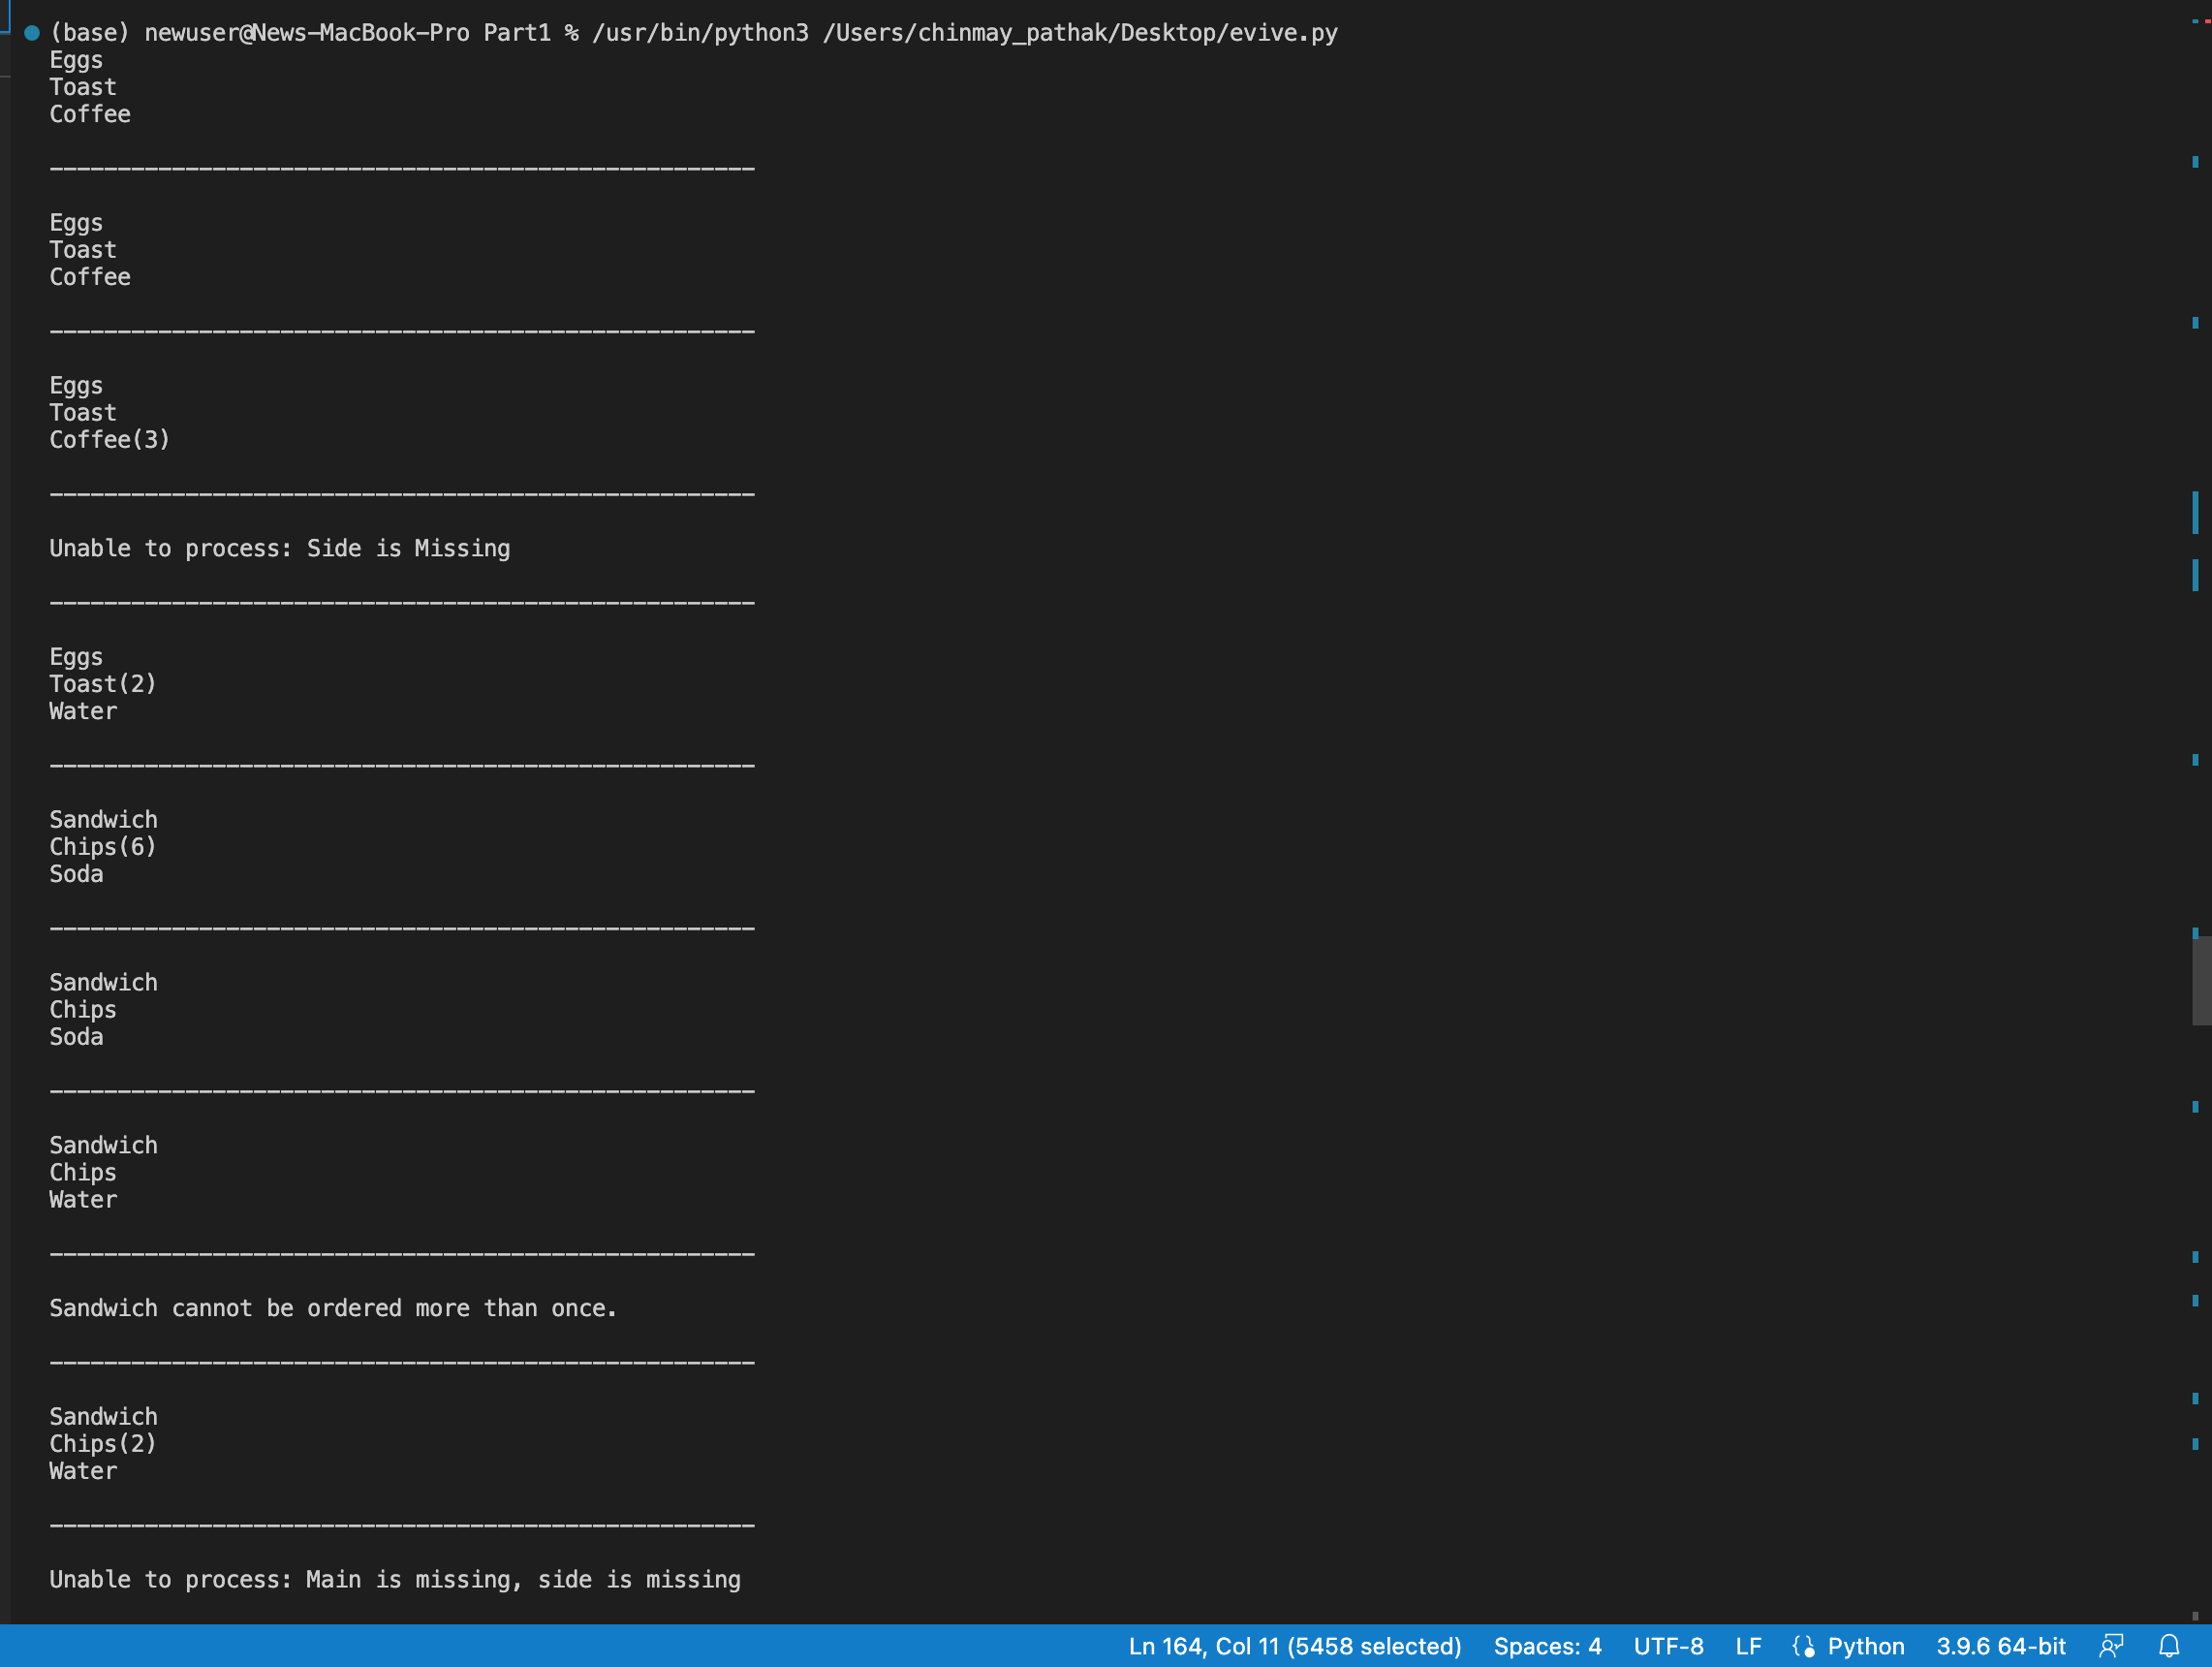 (base) newuser@News-MacBook-Pro Part1 % /usr/bin/python3 /Users/chinmay_pathak/Desktop/evive.py
Eggs
Toast
Coffee
----------------------------------------------------
Eggs
Toast
Coffee
----------------------------------------------------
Eggs
Toast
Coffee(3)
----------------------------------------------------
Unable to process: Side is Missing
----------------------------------------------------
Eggs
Toast(2)
Water
----------------------------------------------------
Sandwich
Chips(6)
Soda
----------------------------------------------------
Sandwich
Chips
Soda
----------------------------------------------------
Sandwich
Chips
Water
----------------------------------------------------
Sandwich cannot be ordered more than once.
----------------------------------------------------
Sandwich
Chips(2)
Water
----------------------------------------------------
Unable to process: Main is missing, side is missing
Ln 164, Col 11 (5458 selected) Spaces: 4 UTF-8 LF Python 3.9.6 64-bit